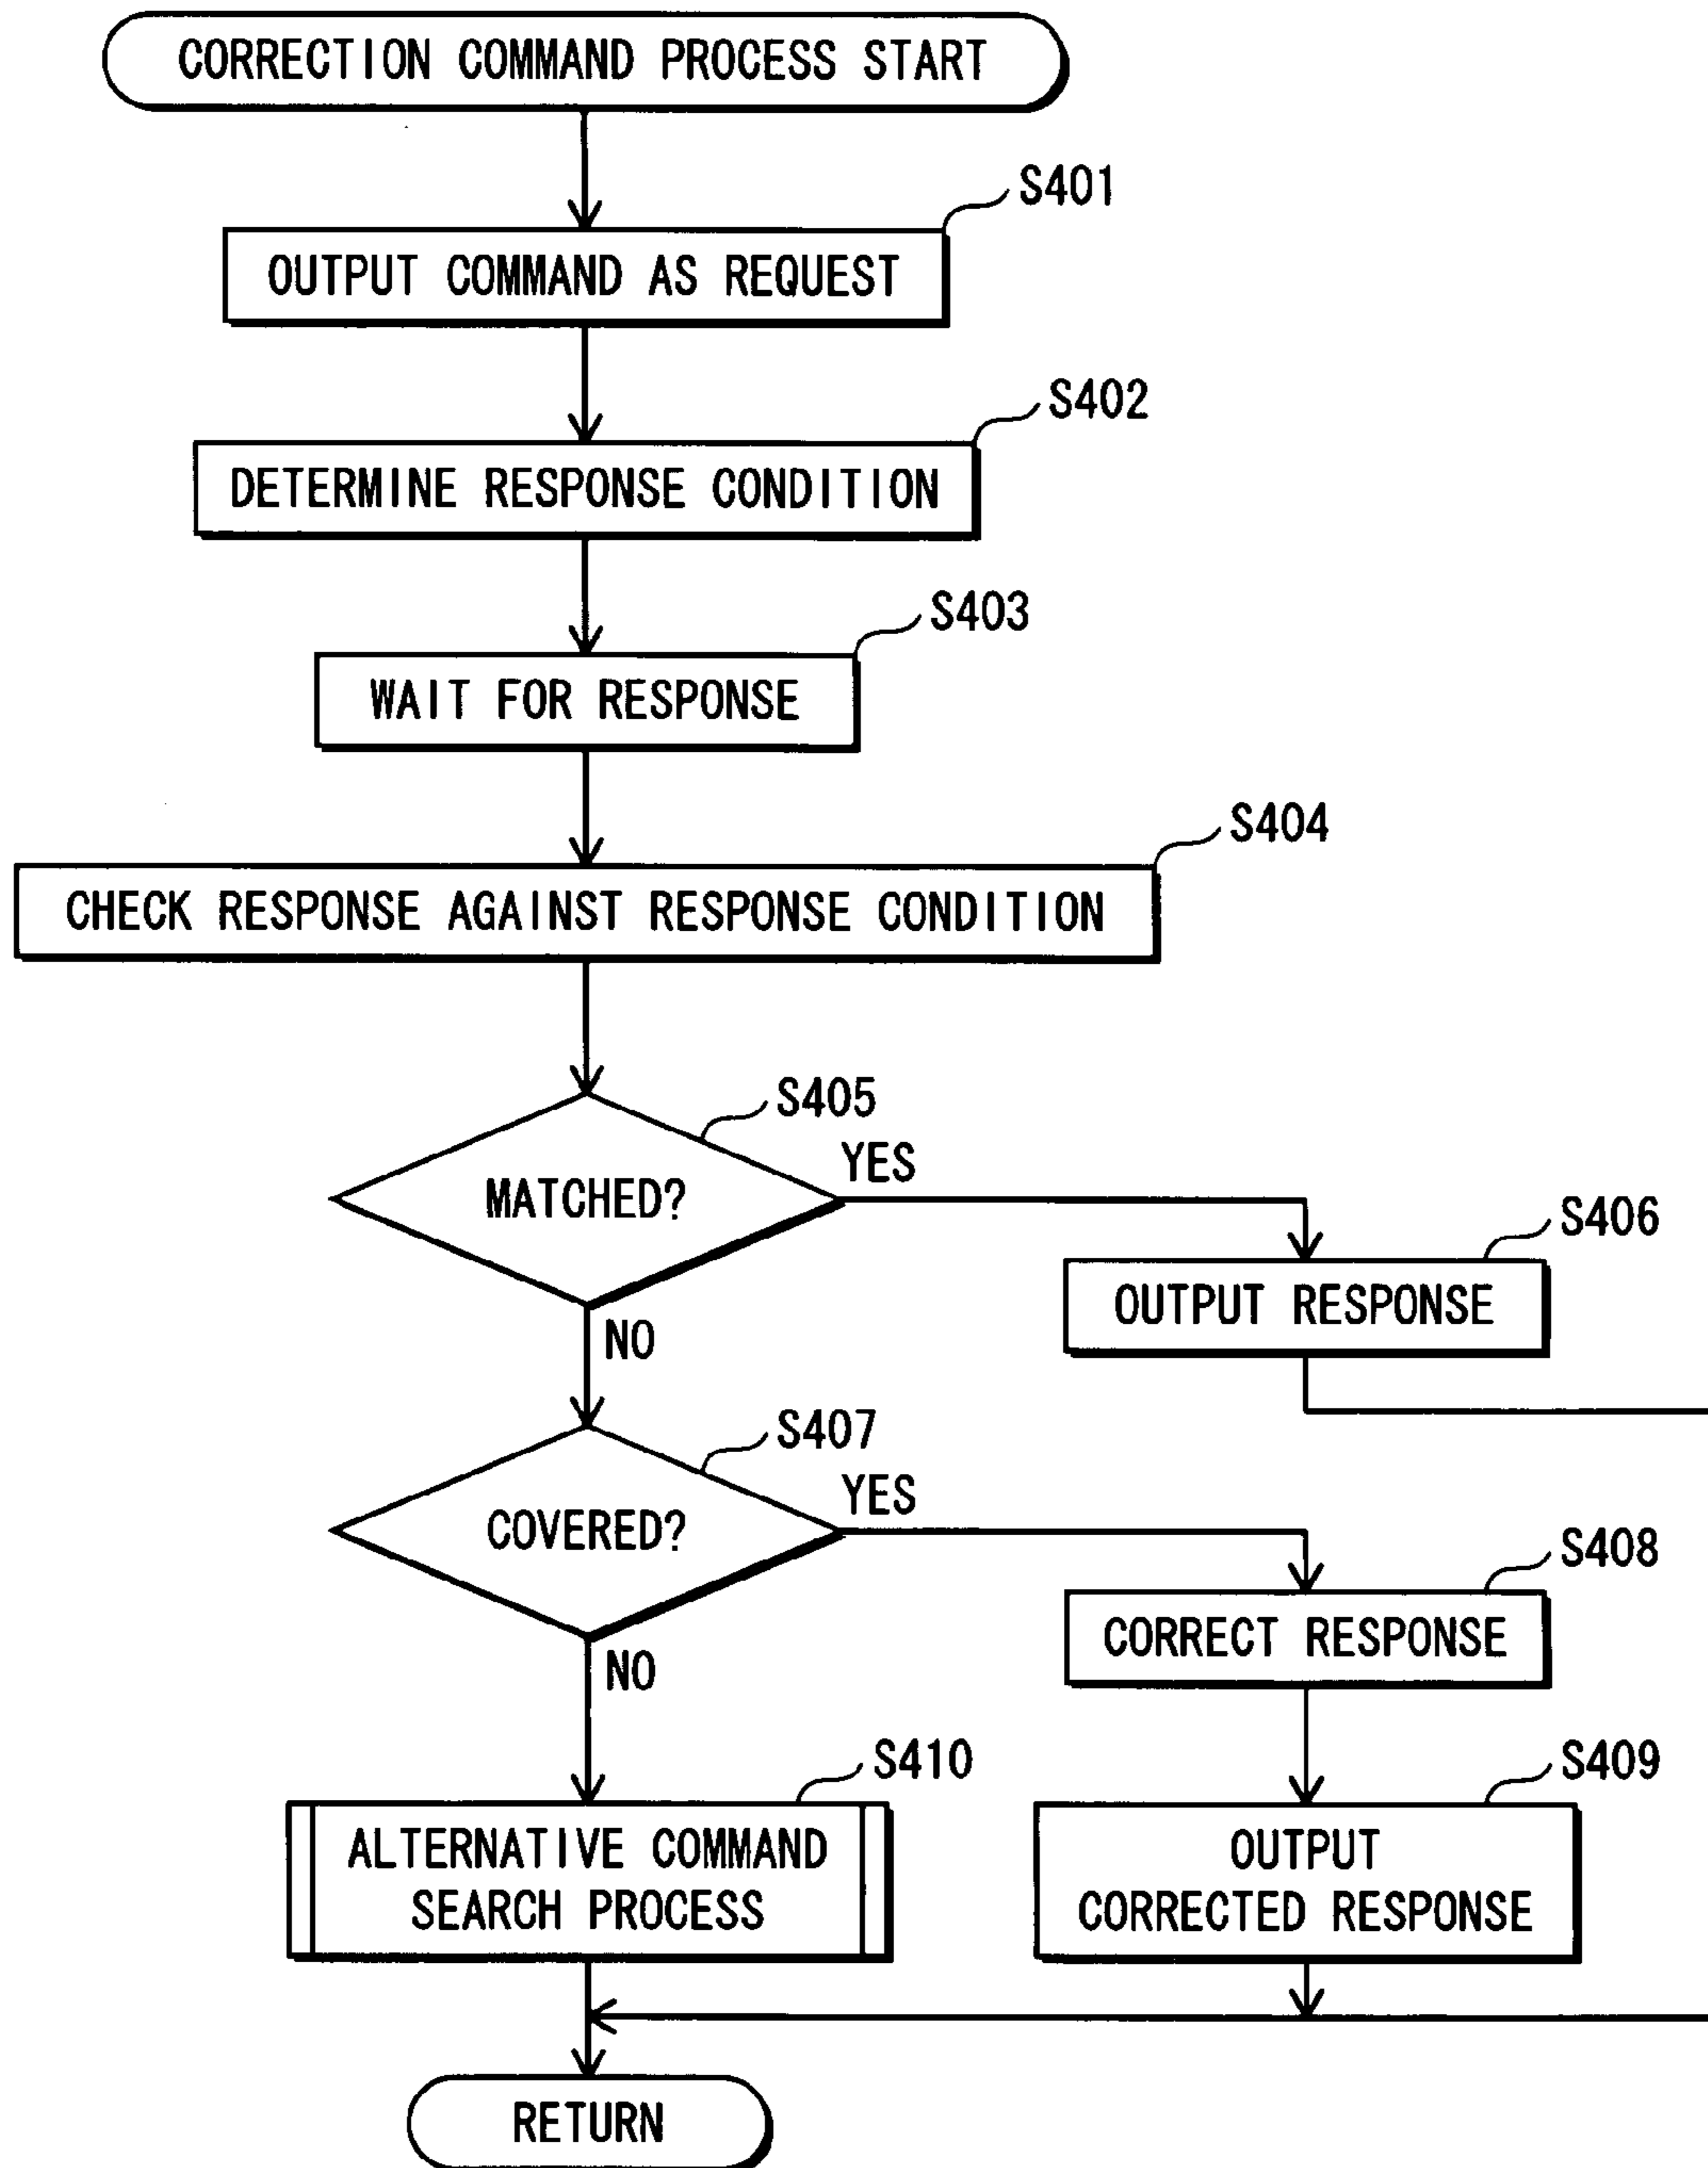 CORRECTION COMMAND PROCESS START
S401
OUTPUT COMMAND AS REQUEST
S402
DETERMINE RESPONSE CONDITION
S403
WAIT FOR RESPONSE
S404
CHECK RESPONSE AGAINST RESPONSE CONDITION
S405
MATCHED?
YES
S406
OUTPUT RESPONSE
NO
S407
COVERED?
YES
S408
CORRECT RESPONSE
NO
S410
ALTERNATIVE COMMAND
SEARCH PROCESS
S409
OUTPUT
CORRECTED RESPONSE
RETURN